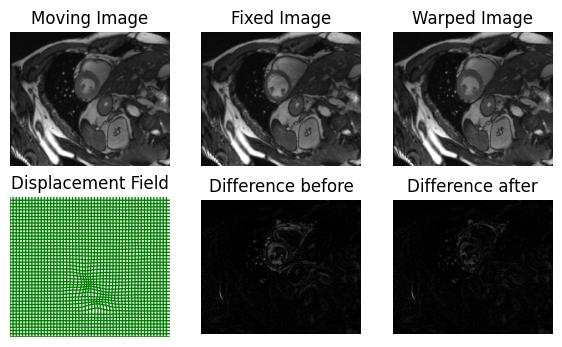 Moving Image
Fixed Image
Warped Image
Displacement Field
Difference before
Difference after